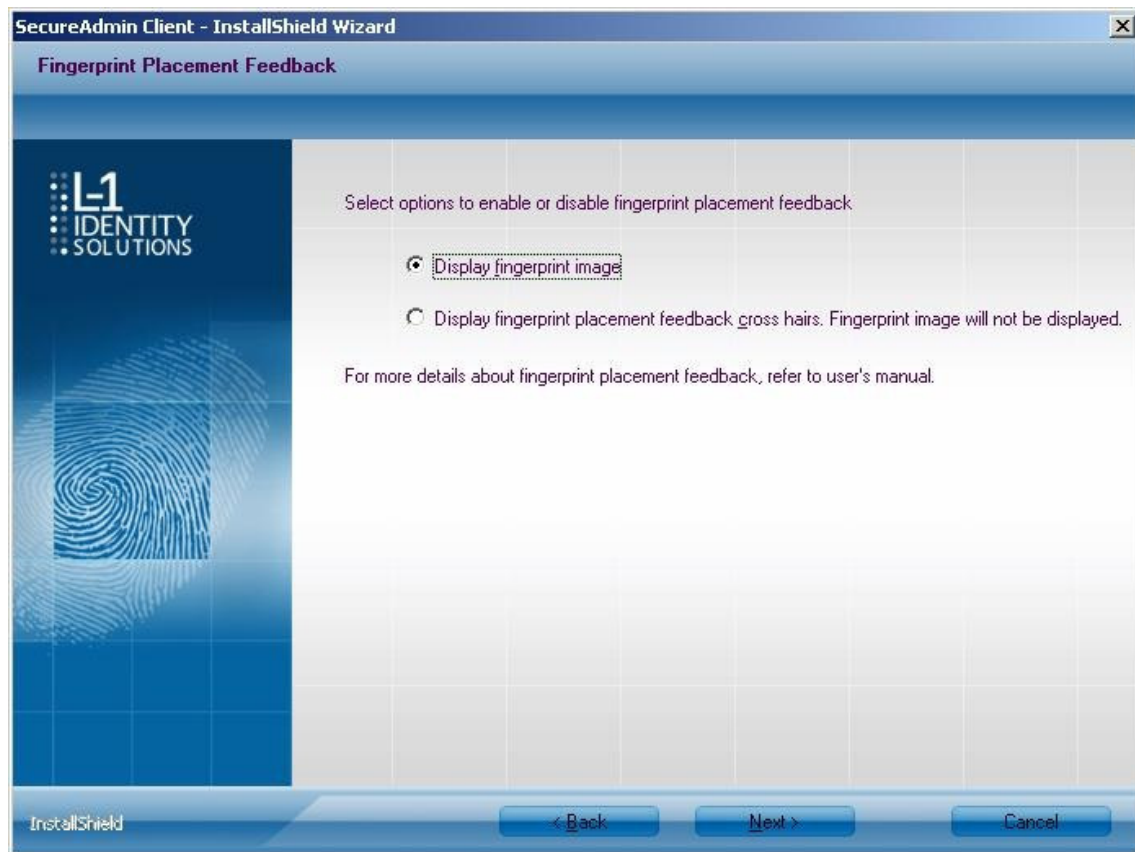 SecureAdmin Client - InstallShield Wizard
Fingerprint Placement Feedback
L-1
IDENTITY
SOLUTIONS
Select options to enable or disable fingerprint placement feedback
Display fingerprint image
Display fingerprint placement feedback cross hairs. Fingerprint image will not be displayed.
For more details about fingerprint placement feedback, refer to user's manual.
InstallShield
< Back
Next >
Cancel